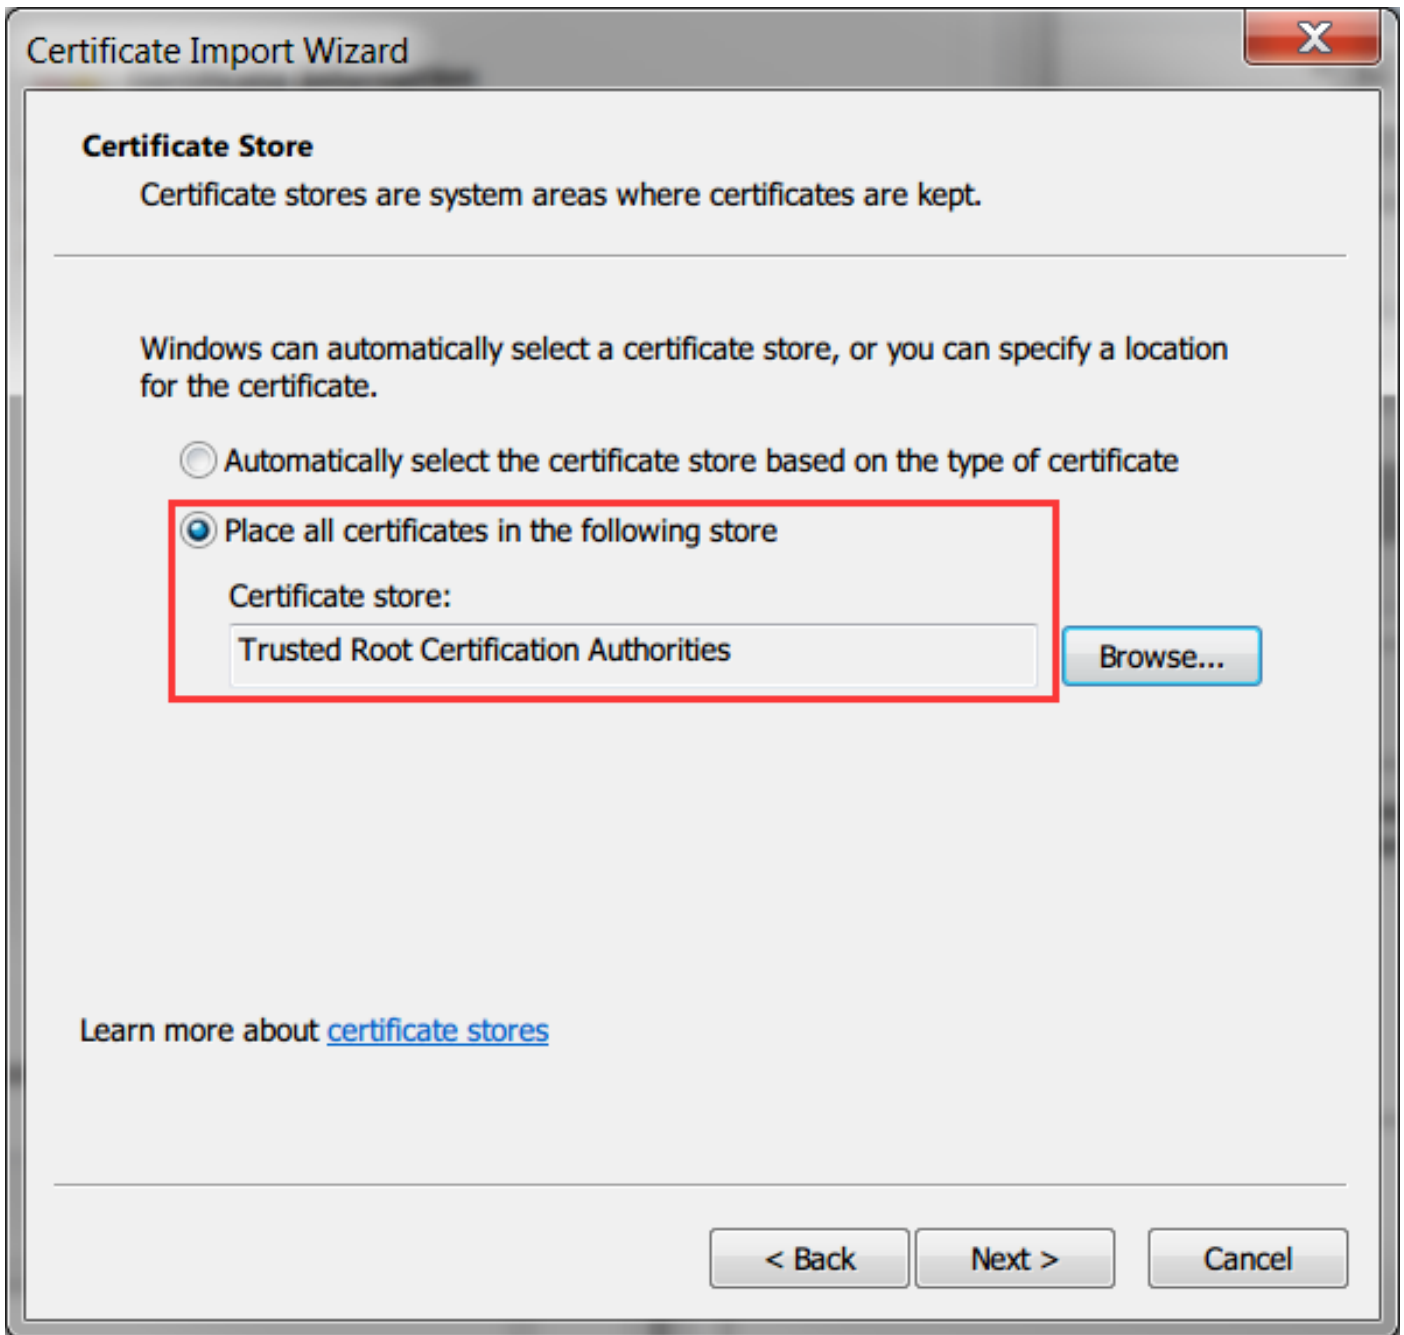 Certificate Import Wizard
Certificate Store
Certificate stores are system areas where certificates are kept.
Windows can automatically select a certificate store, or you can specify a location
for the certificate.
Automatically select the certificate store based on the type of certificate
Place all certificates in the following store
Certificate store:
Trusted Root Certification Authorities
Browse...
Learn more about certificate stores
< Back
Next >
Cancel